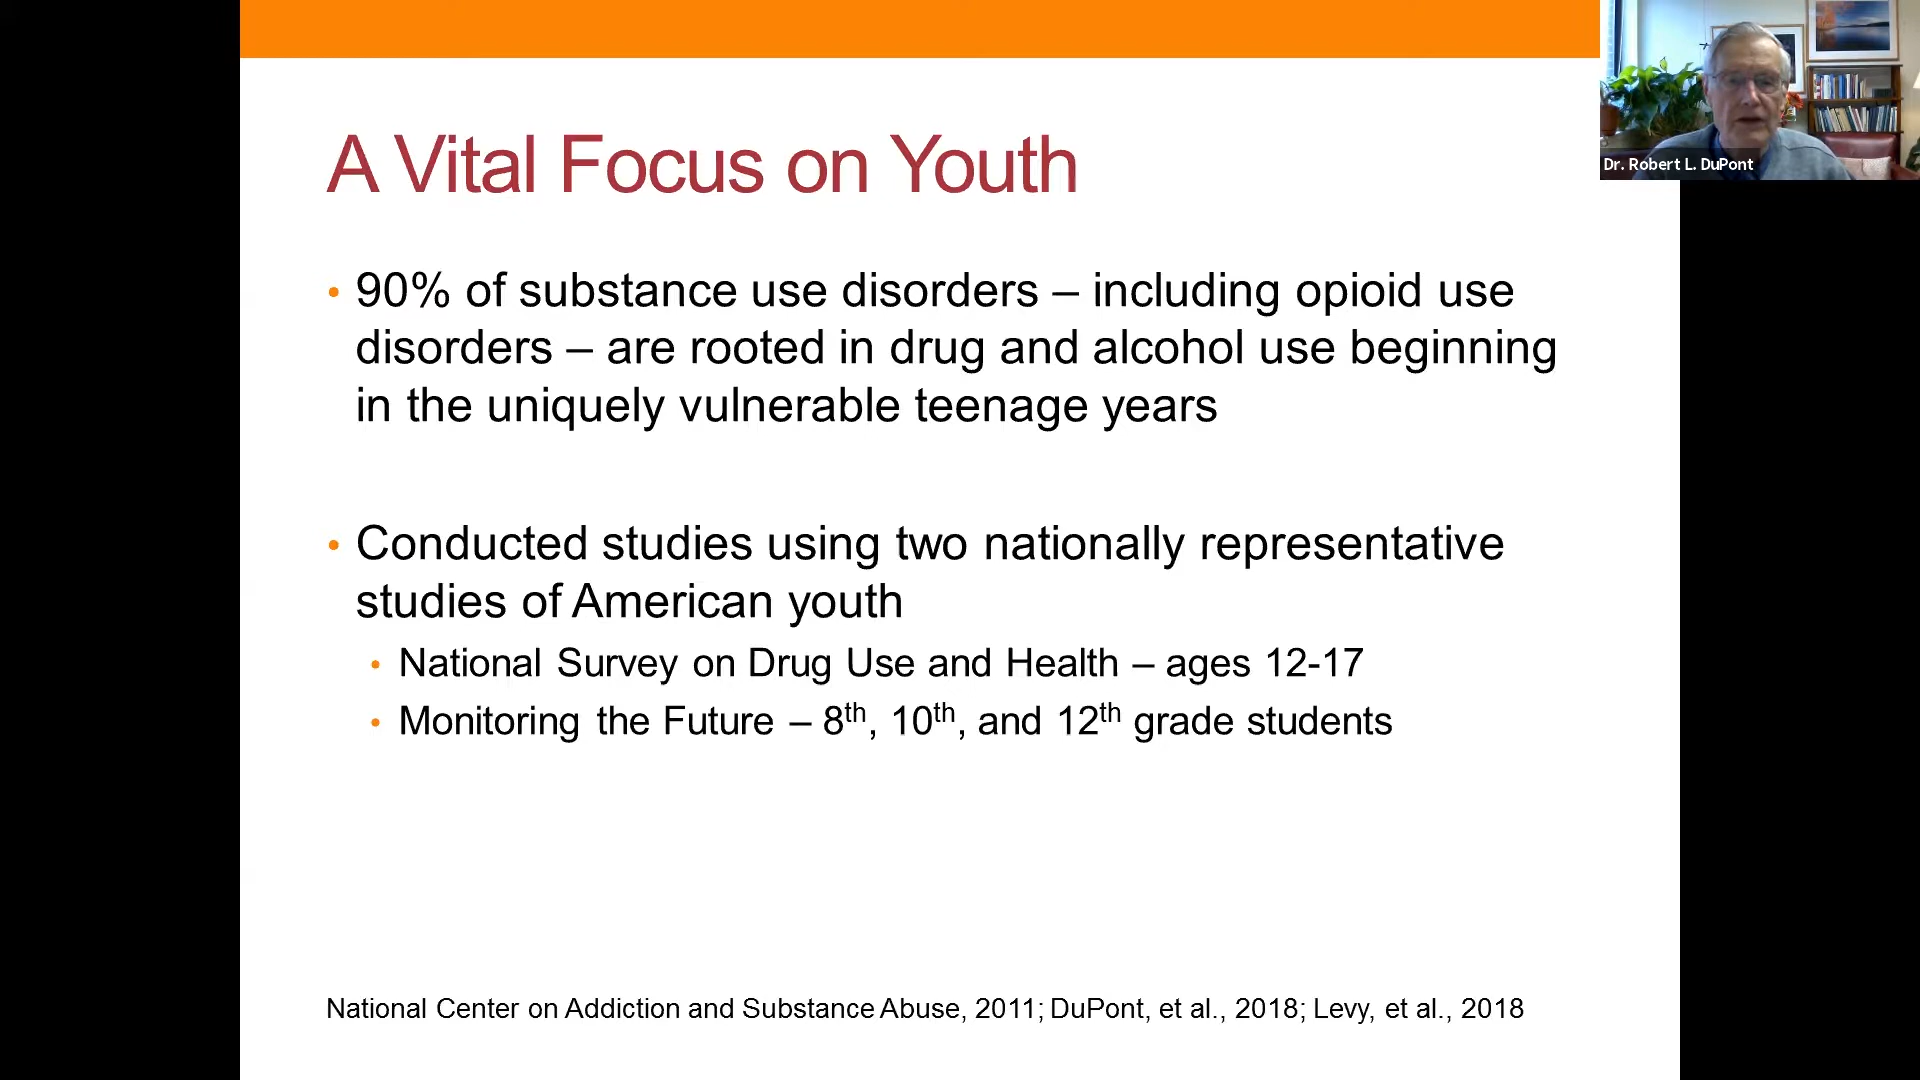 A Vital Focus on Youth
• 90% of substance use disorders – including opioid use
disorders – are rooted in drug and alcohol use beginning
in the uniquely vulnerable teenage years
• Conducted studies using two nationally representative
studies of American youth
• National Survey on Drug Use and Health – ages 12-17
• Monitoring the Future – 8th, 10th, and 12th grade students
National Center on Addiction and Substance Abuse, 2011; DuPont, et al., 2018; Levy, et al., 2018
Dr. Robert L. DuPont